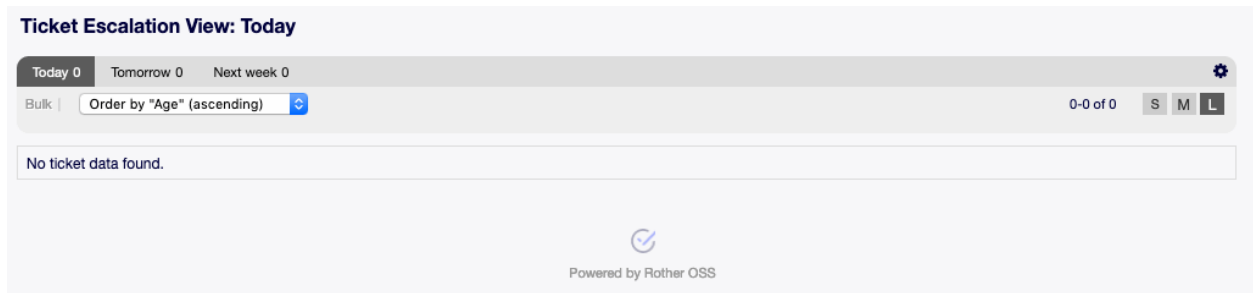 Ticket Escalation View: Today
Today 0 Tomorrow 0 Next week 0
Bulk | Order by "Age" (ascending) 0-0 of 0 S M L
No ticket data found.
Powered by Rother OSS